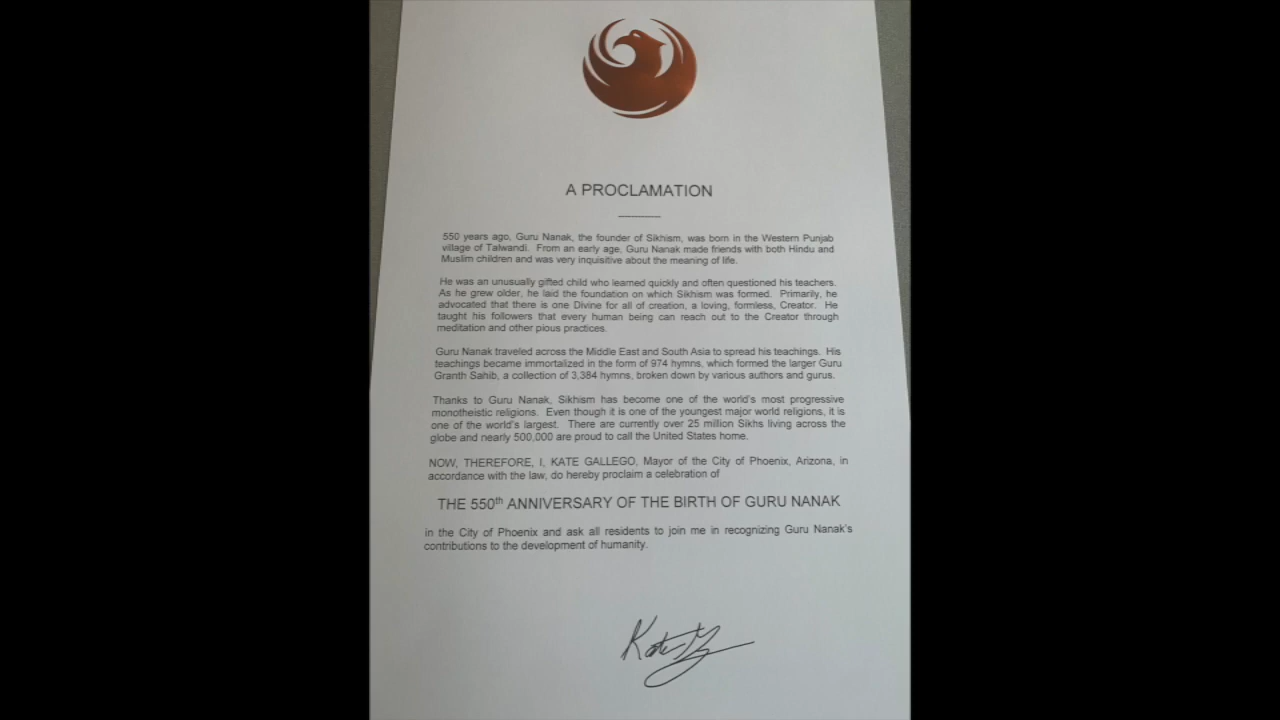 A PROCLAMATION
550 years ago, Guru Nanak, the founder of Sikhism, was born in the Western Punjab
village of Talwandi. From an early age, Guru Nanak made friends with both Hindu and
Muslim children and was very inquisitive about the meaning of life.
He was an unusually gifted child who learned quickly and often questioned his teachers.
As he grew older, he laid the foundation on which Sikhism was formed. Primarily, he
advocated that there is one Divine for all of creation, a loving, formless, Creator. He
taught his followers that every human being can reach out to the Creator through
meditation and other pious practices.
Guru Nanak traveled across the Middle East and South Asia to spread his teachings. His
teachings became immortalized in the form of 974 hymns, which formed the larger Guru
Granth Sahib, a collection of 3,384 hymns, broken down by various authors and gurus.
Thanks to Guru Nanak, Sikhism has become one of the world's most progressive
monotheistic religions. Even though it is one of the youngest major world religions, it is
one of the world's largest. There are currently over 25 million Sikhs living across the
globe and nearly 500,000 are proud to call the United States home.
NOW, THEREFORE, I, KATE GALLEGO, Mayor of the City of Phoenix, Arizona, in
accordance with the law, do hereby proclaim a celebration of
THE 550th ANNIVERSARY OF THE BIRTH OF GURU NANAK
in the City of Phoenix and ask all residents to join me in recognizing Guru Nanak's
contributions to the development of humanity.
Kate